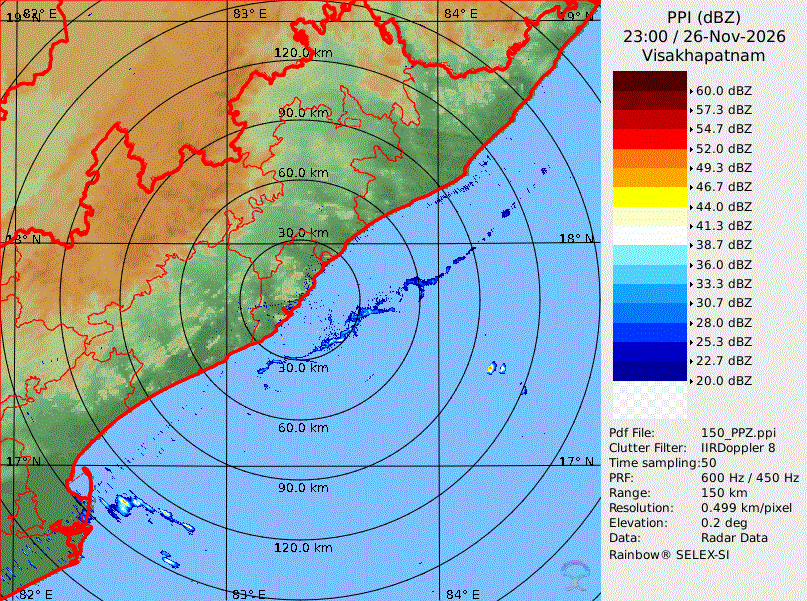 82° E
83° E
84° E
19° N
19° N
120.0 km
90.0 km
60.0 km
30.0 km
18° N
18° N
30.0 km
60.0 km
17° N
17° N
90.0 km
120.0 km
82° E
83° E
84° E
PPI (dBZ)
23:00 / 26-Nov-2026
Visakhapatnam
60.0 dBZ
57.3 dBZ
54.7 dBZ
52.0 dBZ
49.3 dBZ
46.7 dBZ
44.0 dBZ
41.3 dBZ
38.7 dBZ
36.0 dBZ
33.3 dBZ
30.7 dBZ
28.0 dBZ
25.3 dBZ
22.7 dBZ
20.0 dBZ
Pdf File: 150_PPZ.ppi
Clutter Filter: IIRDoppler 8
Time sampling:50
PRF: 600 Hz / 450 Hz
Range: 150 km
Resolution: 0.499 km/pixel
Elevation: 0.2 deg
Data: Radar Data
Rainbow® SELEX-SI